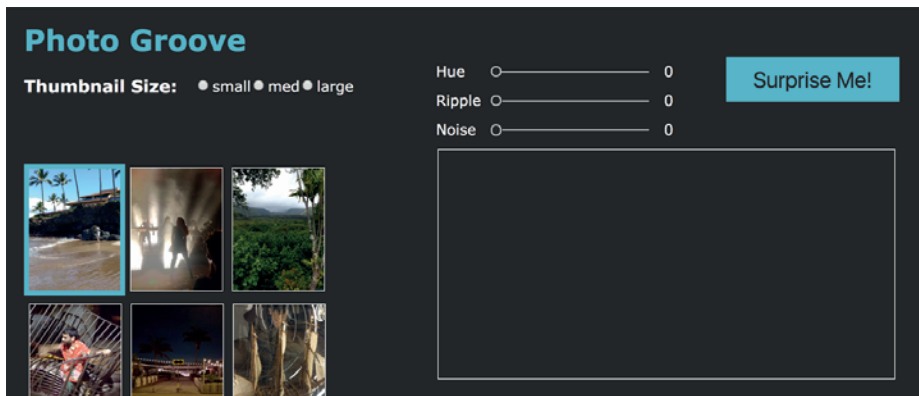 Photo Groove
Thumbnail Size: small med large
Hue 0
Ripple 0
Noise 0
Surprise Me!